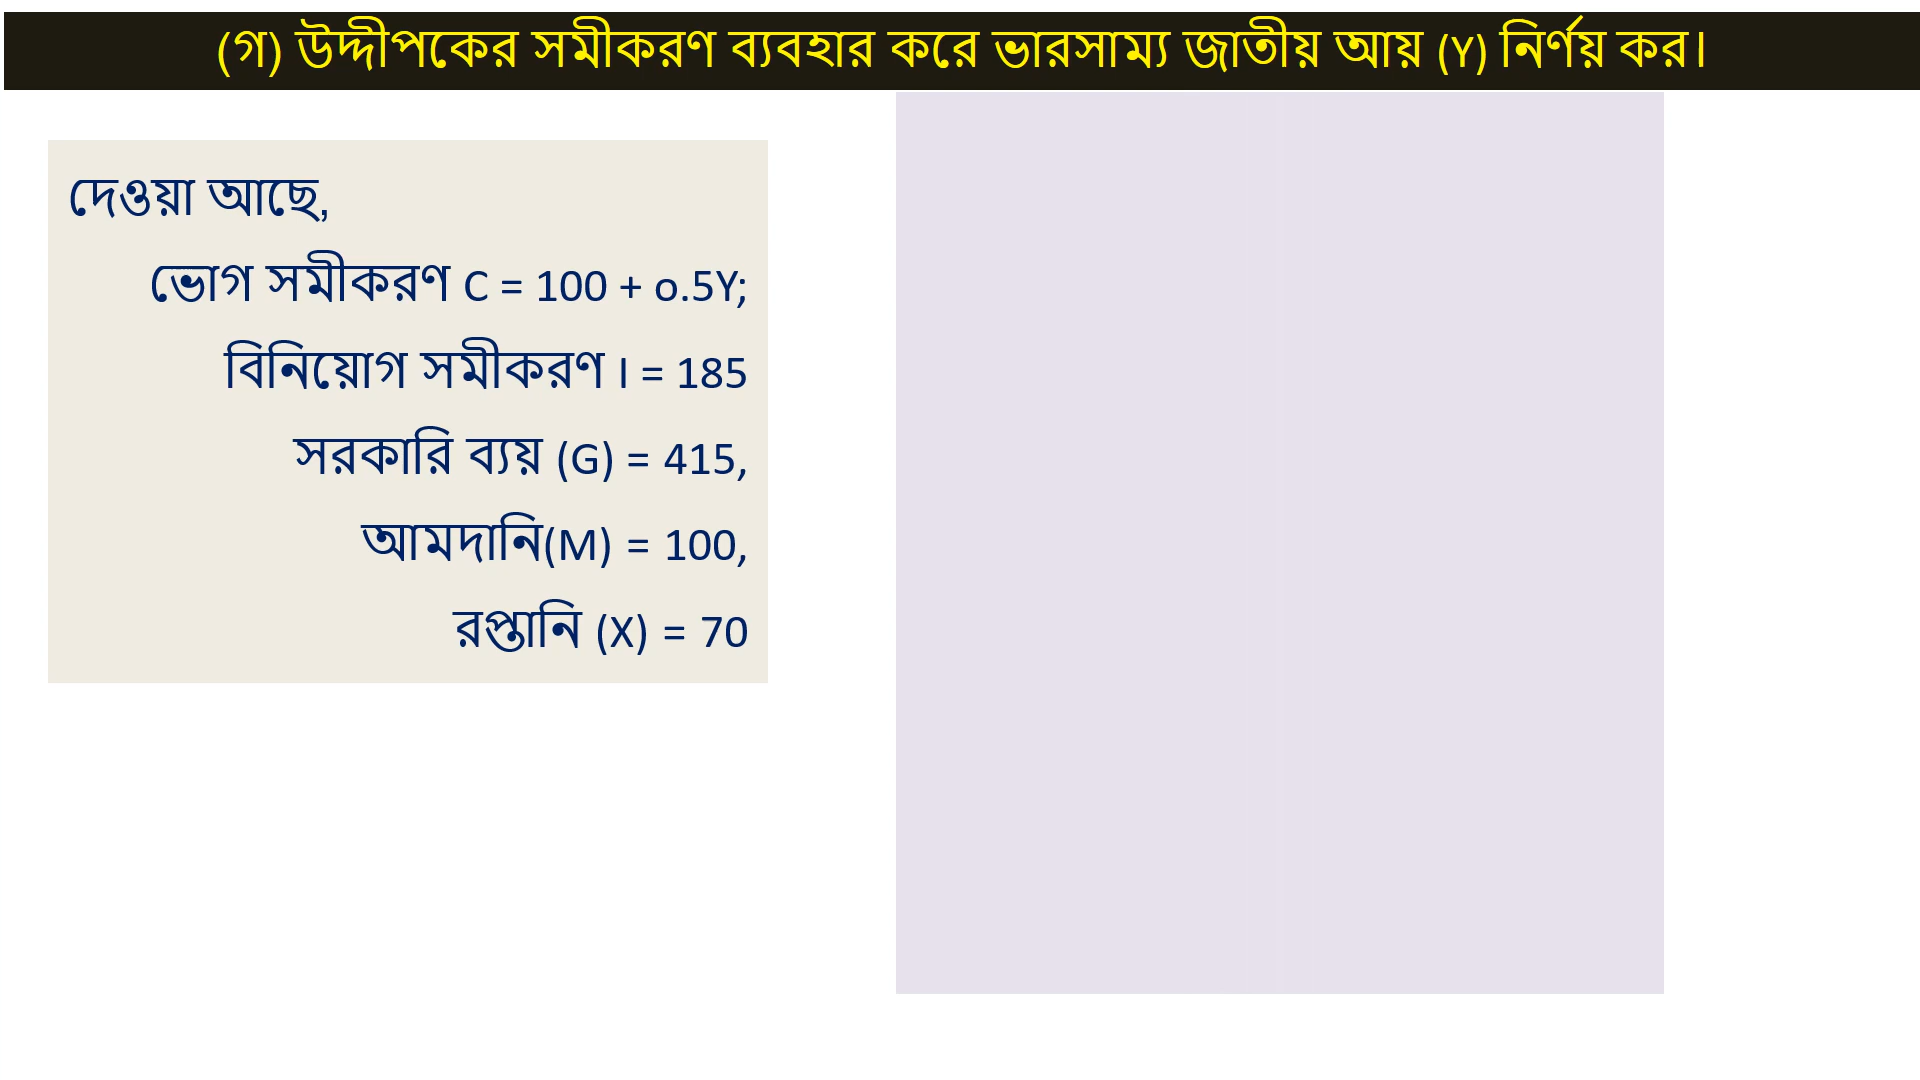 (গ) উদ্দীপকের সমীকরণ ব্যবহার করে ভারসাম্য জাতীয় আয় (Y) নির্ণয় কর।
দেওয়া আছে,
ভোগ সমীকরণ C = 100 + o.5Y;
বিনিয়োগ সমীকরণ I = 185
সরকারি ব্যয় (G) = 415,
আমদানি(M) = 100,
রপ্তানি (X) = 70